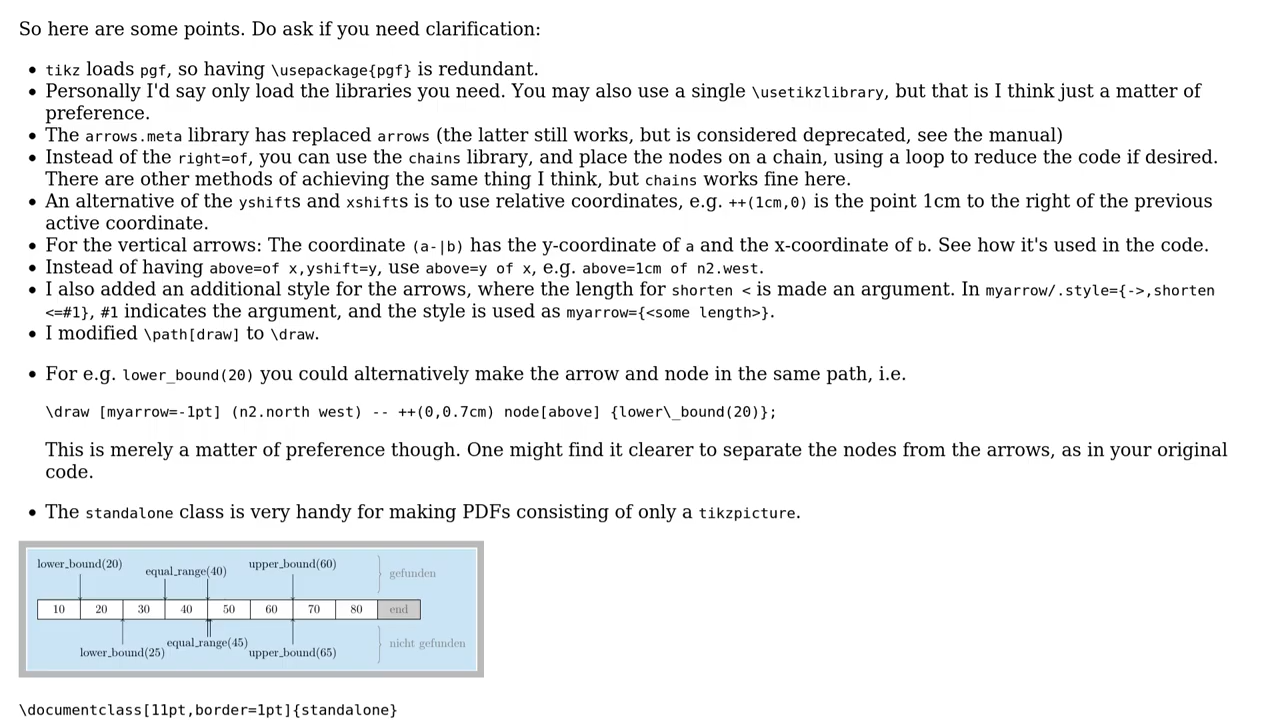 So here are some points. Do ask if you need clarification:
• tikz loads pgf, so having \usepackage{pgf} is redundant.
• Personally I'd say only load the libraries you need. You may also use a single \usetikzlibrary, but that is I think just a matter of
preference.
• The arrows.meta library has replaced arrows (the latter still works, but is considered deprecated, see the manual)
• Instead of the right=of, you can use the chains library, and place the nodes on a chain, using a loop to reduce the code if desired.
There are other methods of achieving the same thing I think, but chains works fine here.
• An alternative of the yshifts and xshifts is to use relative coordinates, e.g. ++(1cm,0) is the point 1cm to the right of the previous
active coordinate.
• For the vertical arrows: The coordinate (a-|b) has the y-coordinate of a and the x-coordinate of b. See how it's used in the code.
• Instead of having above=of x,yshift=y, use above=y of x, e.g. above=1cm of n2.west.
• I also added an additional style for the arrows, where the length for shorten < is made an argument. In myarrow/.style={->,shorten
<=#1}, #1 indicates the argument, and the style is used as myarrow={<some length>}.
• I modified \path[draw] to \draw.
• For e.g. lower_bound(20) you could alternatively make the arrow and node in the same path, i.e.
\draw [myarrow=-1pt] (n2.north west) -- ++(0,0.7cm) node[above] {lower\_bound(20)};
This is merely a matter of preference though. One might find it clearer to separate the nodes from the arrows, as in your original
code.
• The standalone class is very handy for making PDFs consisting of only a tikzpicture.
lower_bound(20) equal_range(40) upper_bound(60) gefunden
10 20 30 40 50 60 70 80 end
lower_bound(25) equal_range(45) upper_bound(65) nicht gefunden
\documentclass[11pt,border=1pt]{standalone}